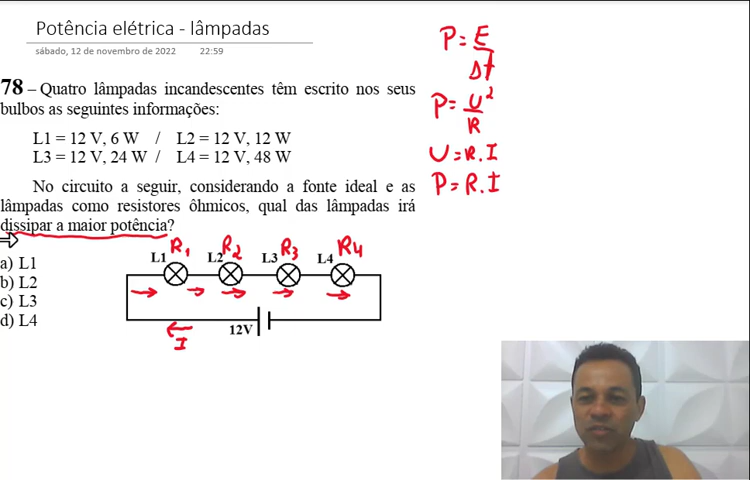 Potência elétrica - lâmpadas
sábado, 12 de novembro de 2022 22:59
78 – Quatro lâmpadas incandescentes têm escrito nos seus
bulbos as seguintes informações:
L1 = 12 V, 6 W / L2 = 12 V, 12 W
L3 = 12 V, 24 W / L4 = 12 V, 48 W
No circuito a seguir, considerando a fonte ideal e as
lâmpadas como resistores ôhmicos, qual das lâmpadas irá
dissipar a maior potência?
a) L1
b) L2
c) L3
d) L4
R1 R2 R3 R4
L1 L2 L3 L4
12V
I
P = E/Δt
P = U²/R
U = R.I
P = R.I